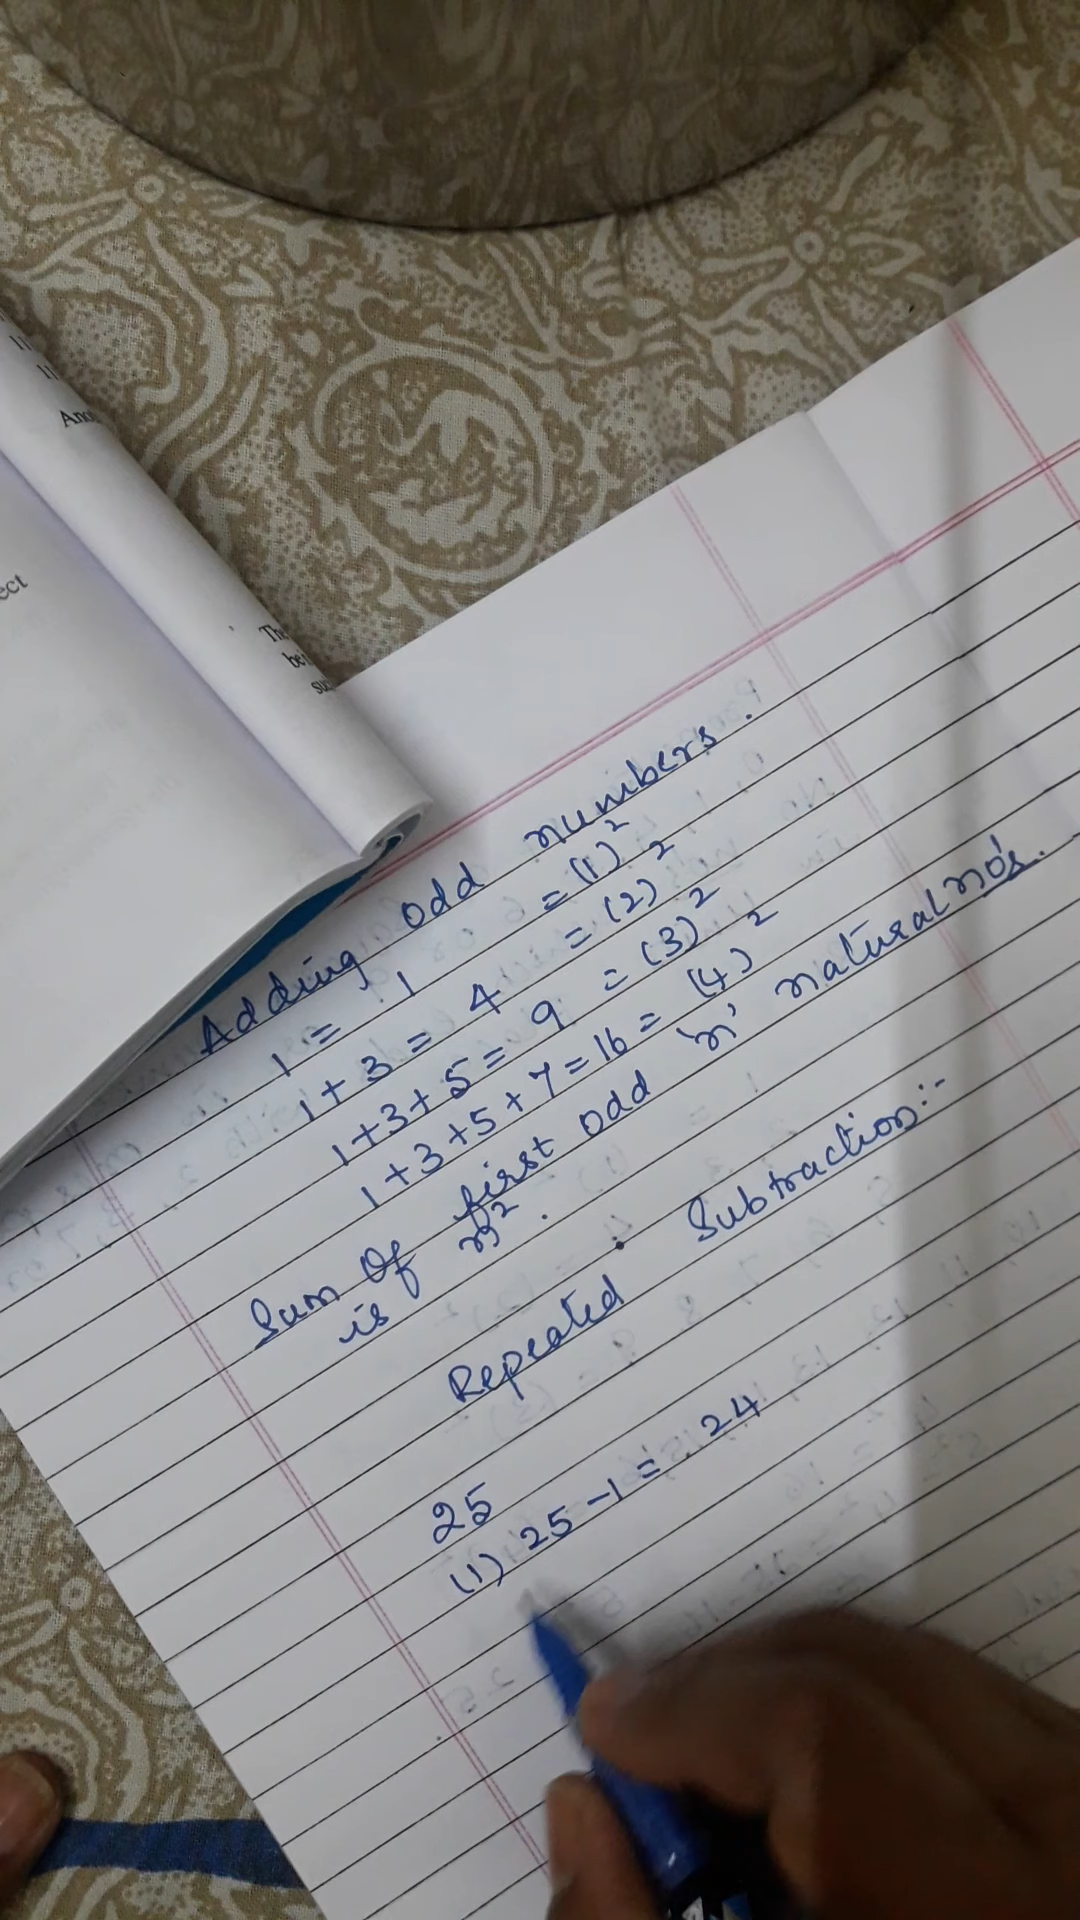 ect
Adding odd numbers.
1 = 1 = (1)²
1 + 3 = 4 = (2)²
1+3+5 = 9 = (3)²
1+3+5+7=16 = (4)²
Sum of first odd 'n' natural no's.
is n².
Repeated Subtraction:-
25
(1) 25 - 1 = 24